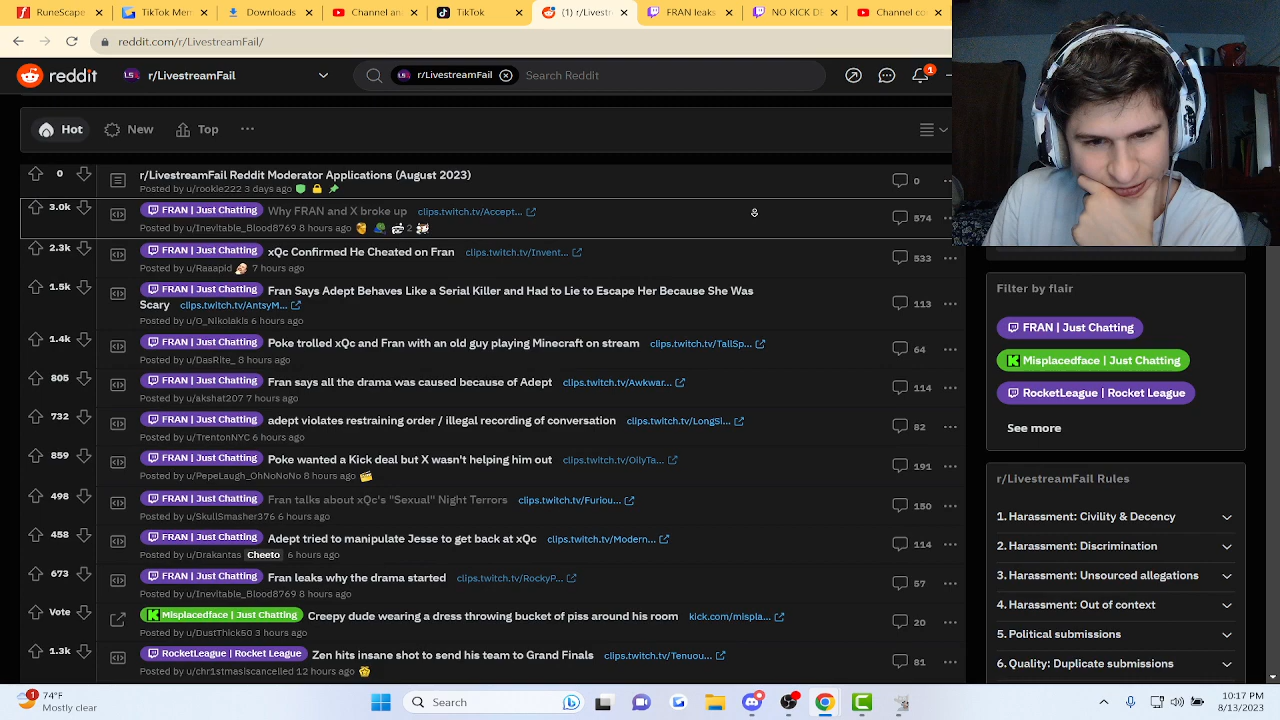 Rules - Ra
Timelines
Downloads
Sexual Tens
August 202
(1) r/Livestre
FRAN leaks
NO KICK DE
Channel con
reddit.com/r/LivestreamFail/
reddit
r/LivestreamFail
r/LivestreamFail
Search Reddit
1
Hot
New
Top
0
r/LivestreamFail Reddit Moderator Applications (August 2023)
Posted by u/rookie222 3 days ago
0
3.0k
FRAN | Just Chatting
Why FRAN and X broke up
clips.twitch.tv/Accept...
Posted by u/Inevitable_Blood8769 8 hours ago
2
574
2.3k
FRAN | Just Chatting
xQc Confirmed He Cheated on Fran
clips.twitch.tv/Invent...
Posted by u/Raaapid 7 hours ago
533
1.5k
FRAN | Just Chatting
Fran Says Adept Behaves Like a Serial Killer and Had to Lie to Escape Her Because She Was
Scary
clips.twitch.tv/AntsyM...
Posted by u/O_Nikolakis 6 hours ago
113
1.4k
FRAN | Just Chatting
Poke trolled xQc and Fran with an old guy playing Minecraft on stream
clips.twitch.tv/TallSp...
Posted by u/DasRite_ 8 hours ago
64
805
FRAN | Just Chatting
Fran says all the drama was caused because of Adept
clips.twitch.tv/Awkwar...
Posted by u/akshat207 7 hours ago
114
732
FRAN | Just Chatting
adept violates restraining order / illegal recording of conversation
clips.twitch.tv/LongSl...
Posted by u/TrentonNYC 6 hours ago
82
859
FRAN | Just Chatting
Poke wanted a Kick deal but X wasn't helping him out
clips.twitch.tv/OilyTa...
Posted by u/PepeLaugh_OhNoNoNo 8 hours ago
191
498
FRAN | Just Chatting
Fran talks about xQc's "Sexual" Night Terrors
clips.twitch.tv/Furiou...
Posted by u/SkullSmasher376 6 hours ago
150
458
FRAN | Just Chatting
Adept tried to manipulate Jesse to get back at xQc
clips.twitch.tv/Modern...
Posted by u/Drakantas Cheeto 6 hours ago
114
673
FRAN | Just Chatting
Fran leaks why the drama started
clips.twitch.tv/RockyP...
Posted by u/Inevitable_Blood8769 8 hours ago
57
Vote
Misplacedface | Just Chatting
Creepy dude wearing a dress throwing bucket of piss around his room
kick.com/mispla...
Posted by u/DustThick50 3 hours ago
20
1.3k
RocketLeague | Rocket League
Zen hits insane shot to send his team to Grand Finals
clips.twitch.tv/Tenuou...
Posted by u/chr1stmasiscancelled 12 hours ago
81
Filter by flair
FRAN | Just Chatting
Misplacedface | Just Chatting
RocketLeague | Rocket League
See more
r/LivestreamFail Rules
1. Harassment: Civility & Decency
2. Harassment: Discrimination
3. Harassment: Unsourced allegations
4. Harassment: Out of context
5. Political submissions
6. Quality: Duplicate submissions
1
74°F
Mostly clear
Search
10:17 PM
8/13/2023